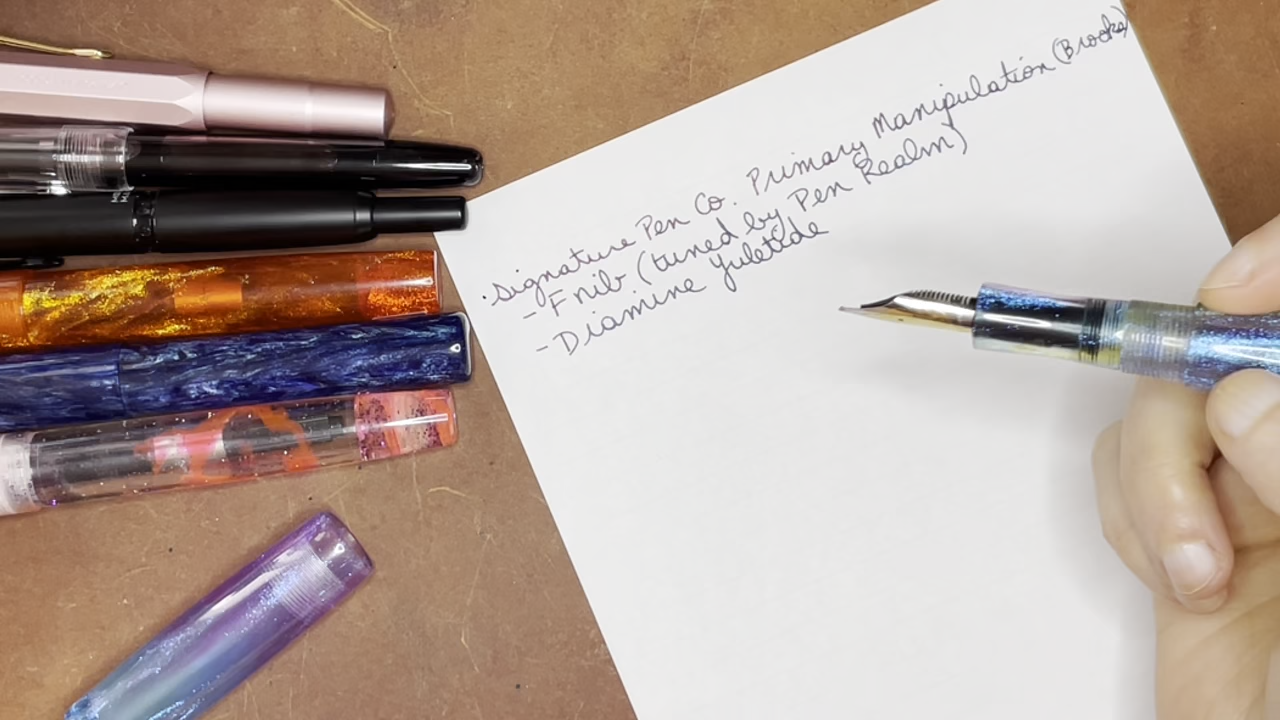 • Signature Pen Co. Primary Manipulation (Brooks)
- F nib (tuned by Pen Realm)
- Diamine Yuletide